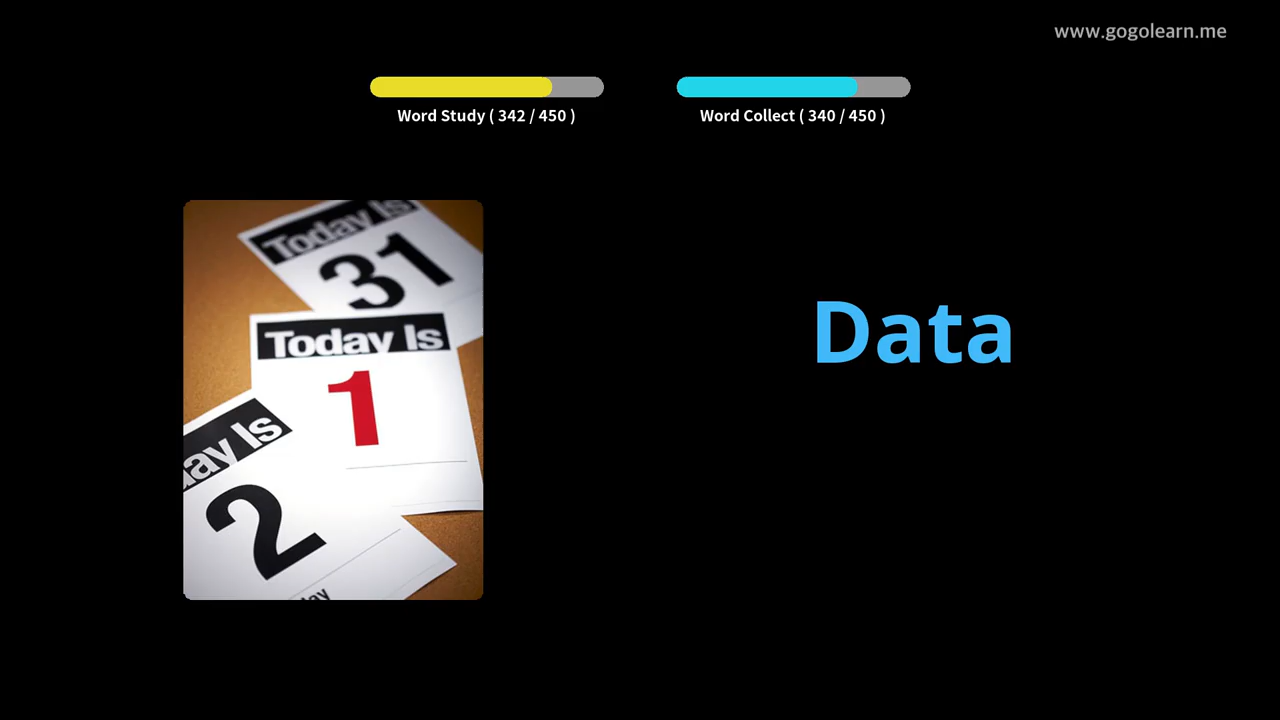 www.gogolearn.me
Word Study ( 342 / 450 )
Word Collect ( 340 / 450 )
Today Is
31
Today Is
1
ay Is
2
Data